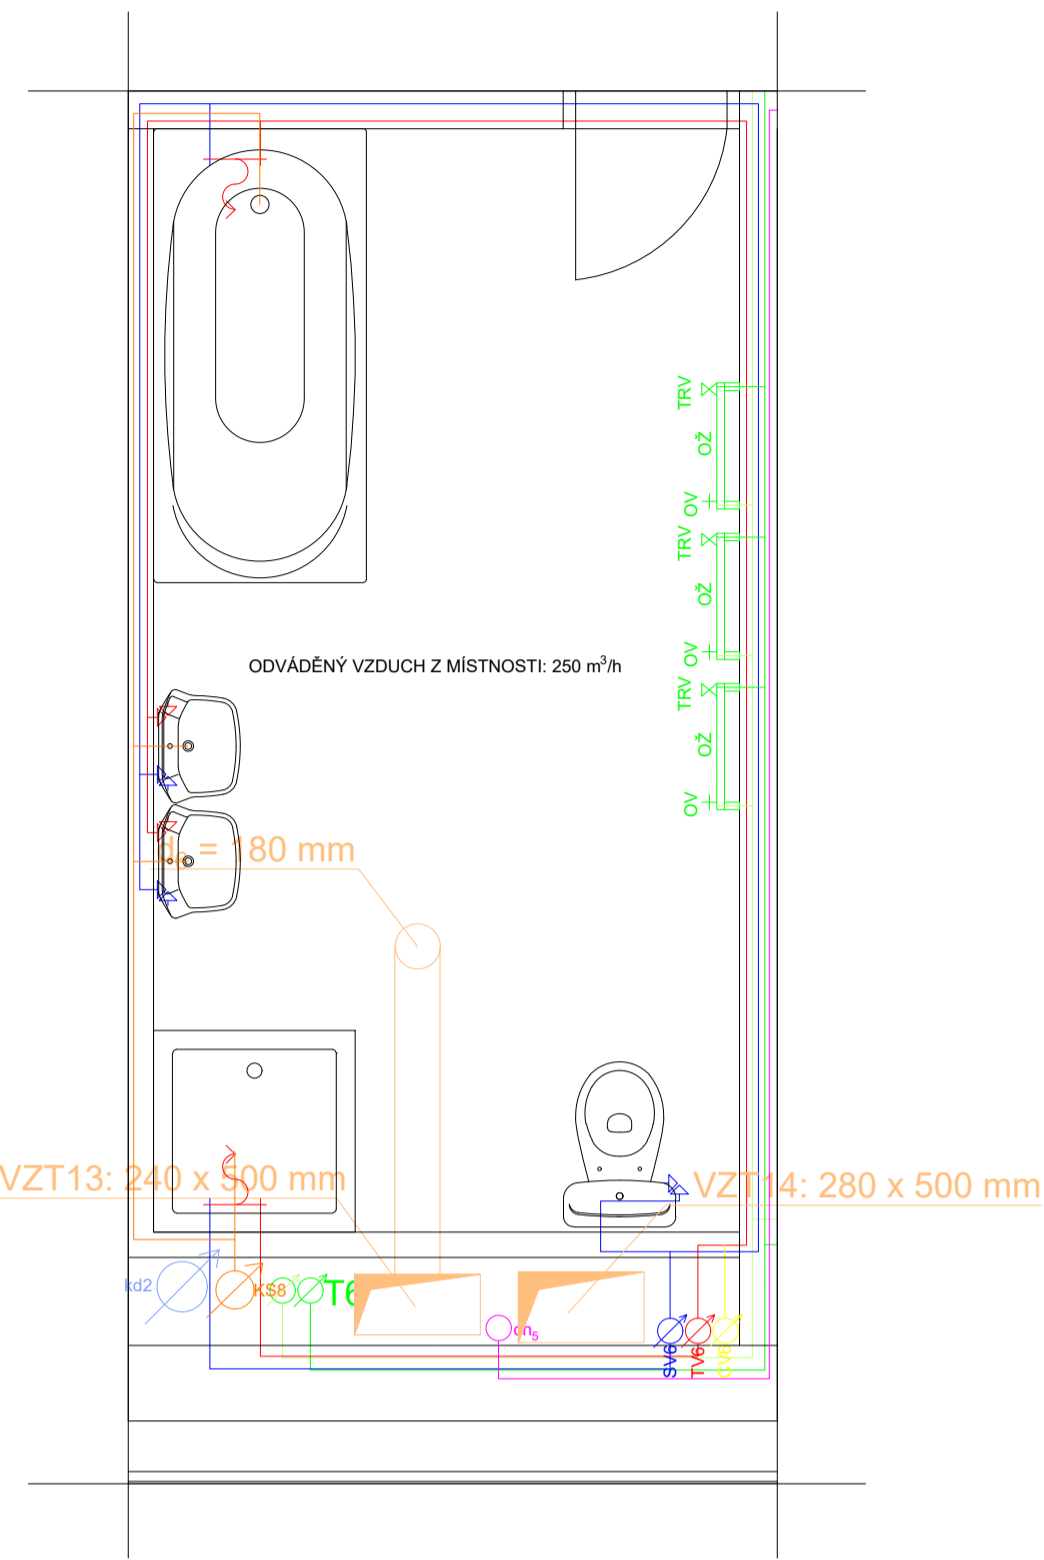 TRV
OŽ
OV
TRV
OŽ
OV
ODVÁDĚNÝ VZDUCH Z MÍSTNOSTI: 250 m³/h
TRV
OŽ
OV
= 180 mm
VZT13: 240 x 500 mm
VZT14: 280 x 500 mm
kd2
KS8
T6
dn₅
SV6
TV6
CV6